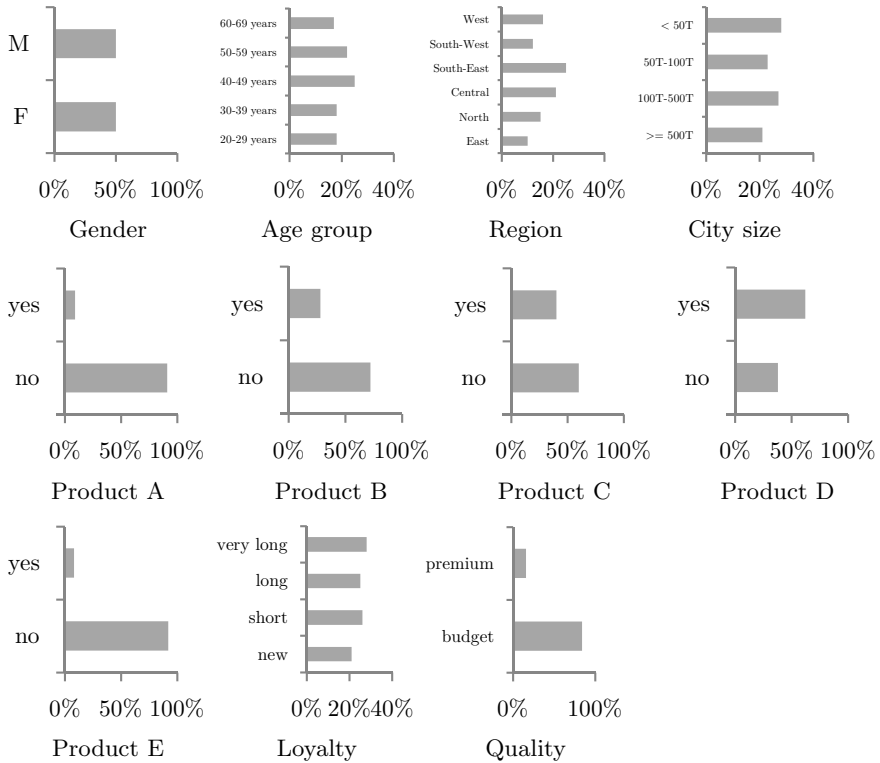 M
F
0% 50% 100%
Gender
60-69 years
50-59 years
40-49 years
30-39 years
20-29 years
0% 20% 40%
Age group
West
South-West
South-East
Central
North
East
0% 20% 40%
Region
< 50T
50T-100T
100T-500T
>= 500T
0% 20% 40%
City size
yes
no
0% 50% 100%
Product A
yes
no
0% 50% 100%
Product B
yes
no
0% 50% 100%
Product C
yes
no
0% 50% 100%
Product D
yes
no
0% 50% 100%
Product E
very long
long
short
new
0% 20% 40%
Loyalty
premium
budget
0% 100%
Quality